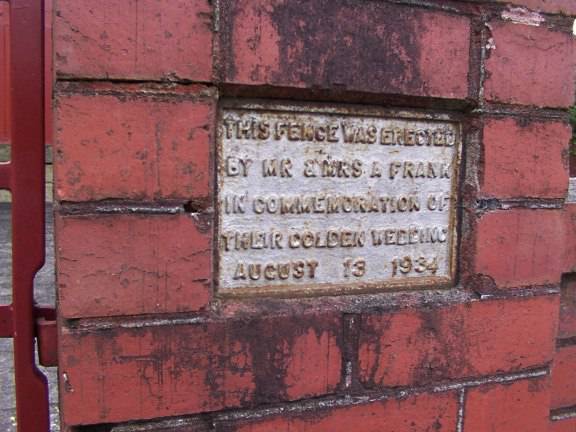 THIS FENCE WAS ERECTED
BY MR & MRS A FRANK
IN COMMEMORATION OF
THEIR GOLDEN WEDDING
AUGUST 13 1934